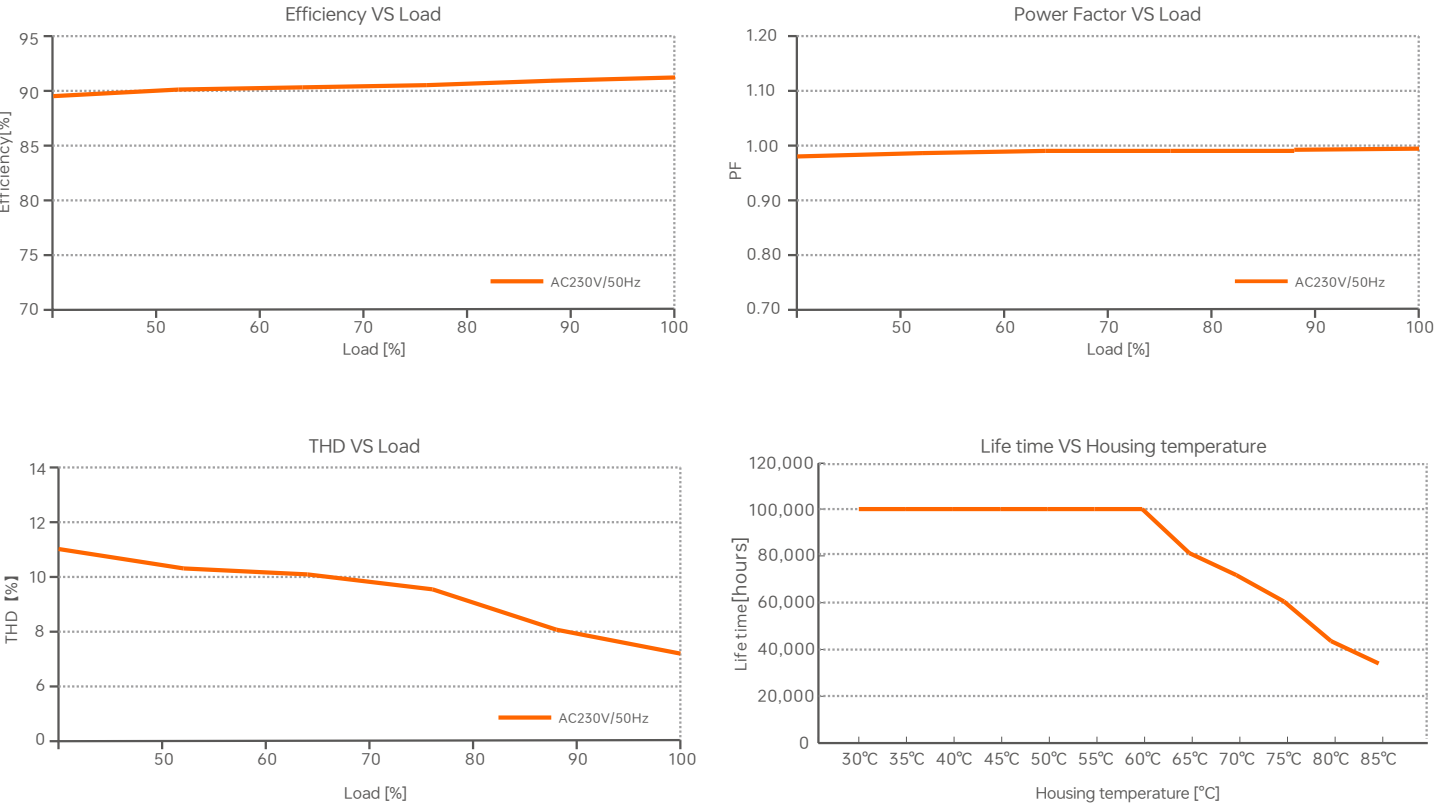 Efficiency VS Load
95
90
85
80
75
70
Efficiency[%]
AC230V/50Hz
50 60 70 80 90 100
Load [%]
Power Factor VS Load
1.20
1.10
1.00
0.90
0.80
0.70
PF
AC230V/50Hz
50 60 70 80 90 100
Load [%]
THD VS Load
14
12
10
8
6
0
THD【%】
AC230V/50Hz
50 60 70 80 90 100
Load [%]
Life time VS Housing temperature
120,000
100,000
80,000
60,000
40,000
20,000
0
Life time[hours]
30℃ 35℃ 40℃ 45℃ 50℃ 55℃ 60℃ 65℃ 70℃ 75℃ 80℃ 85℃
Housing temperature [℃]